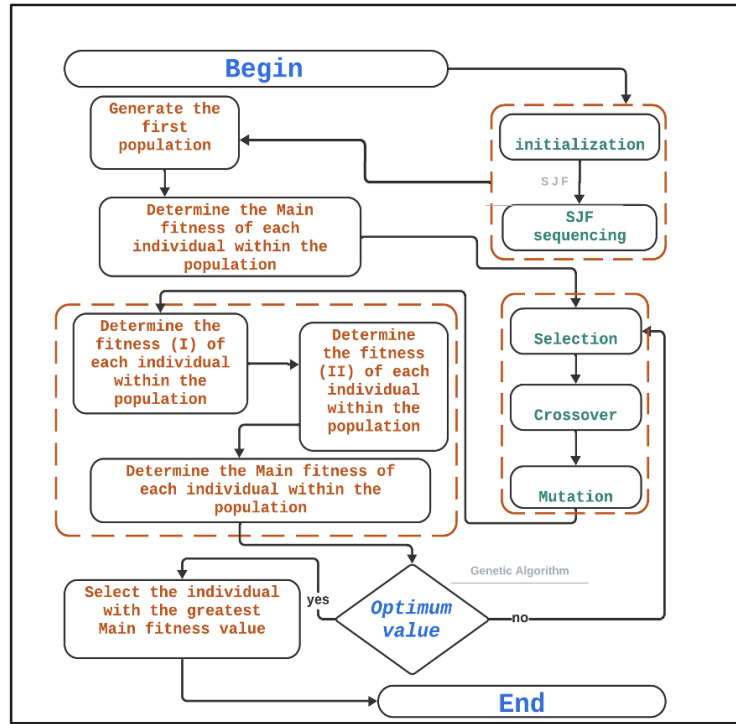 Begin
Generate the
first
population
initialization
S J F
SJF
sequencing
Determine the Main
fitness of each
individual within the
population
Determine the
fitness (I) of
each individual
within the
population
Determine
the fitness
(II) of each
individual
within the
population
Selection
Crossover
Mutation
Determine the Main fitness of
each individual within the
population
Genetic Algorithm
Select the individual
with the greatest
Main fitness value
yes
Optimum
value
no
End